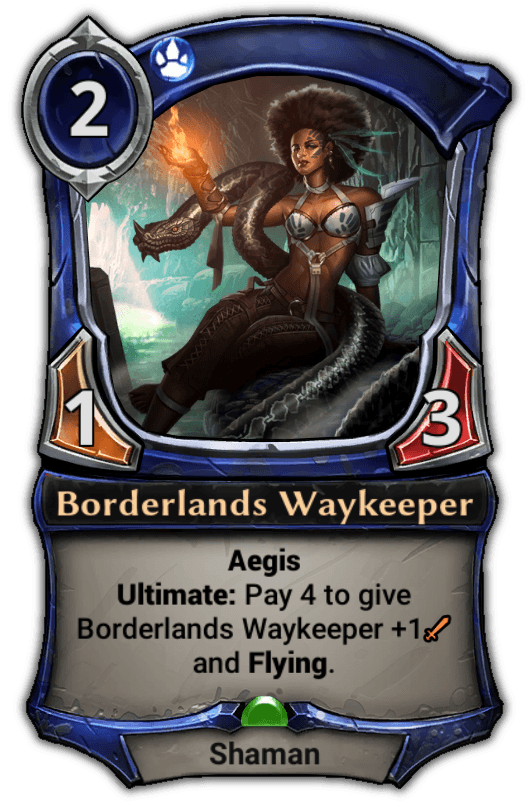 2
1
3
Borderlands Waykeeper
Aegis
Ultimate: Pay 4 to give
Borderlands Waykeeper +1
and Flying.
Shaman